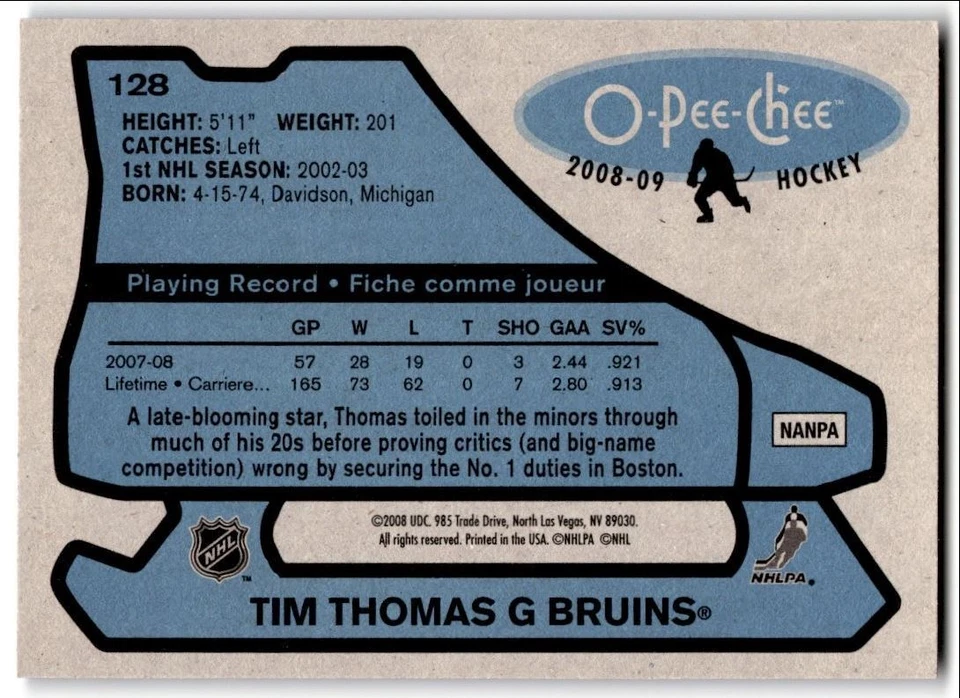 128
HEIGHT: 5'11" WEIGHT: 201
CATCHES: Left
1st NHL SEASON: 2002-03
BORN: 4-15-74, Davidson, Michigan
O-Pee-Chee™
2008-09 HOCKEY
Playing Record • Fiche comme joueur
GP W L T SHO GAA SV%
2007-08 57 28 19 0 3 2.44 .921
Lifetime • Carriere... 165 73 62 0 7 2.80 .913
A late-blooming star, Thomas toiled in the minors through
much of his 20s before proving critics (and big-name
competition) wrong by securing the No. 1 duties in Boston.
NANPA
©2008 UDC. 985 Trade Drive, North Las Vegas, NV 89030.
All rights reserved. Printed in the USA. ©NHLPA ©NHL
NHL™
NHLPA®
TIM THOMAS G BRUINS®